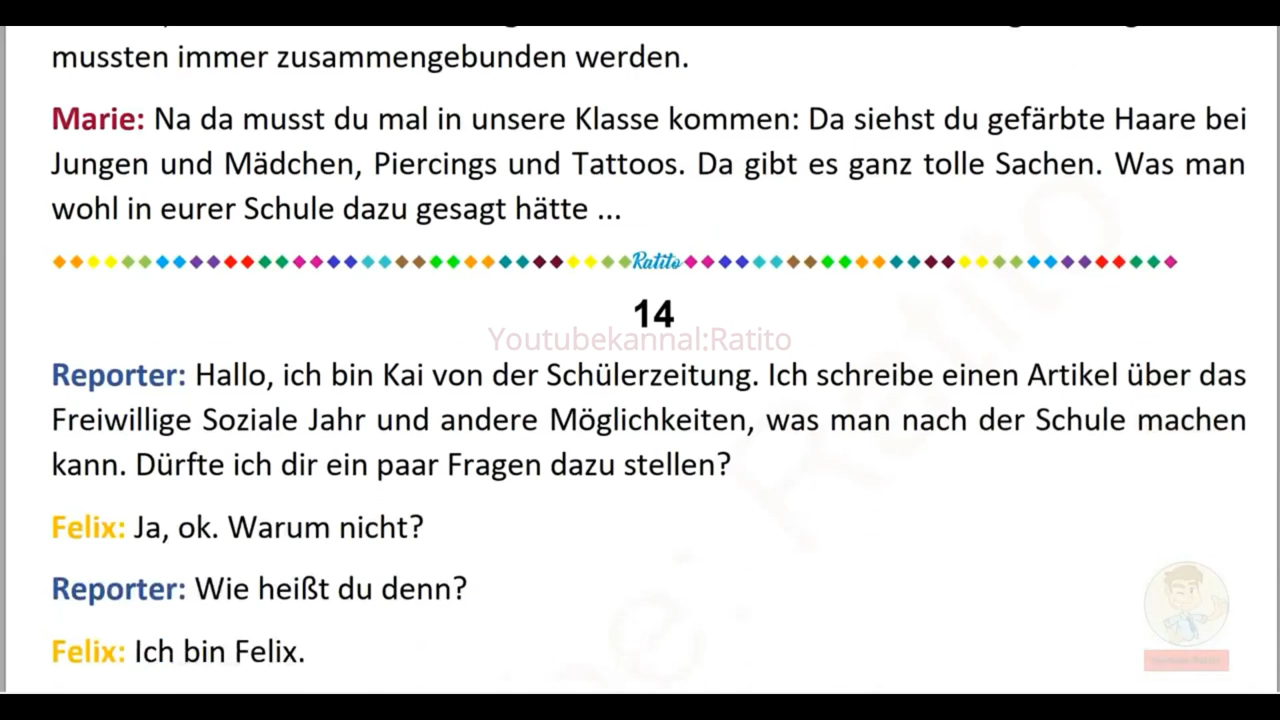 mussten immer zusammengebunden werden.
Marie: Na da musst du mal in unsere Klasse kommen: Da siehst du gefärbte Haare bei
Jungen und Mädchen, Piercings und Tattoos. Da gibt es ganz tolle Sachen. Was man
wohl in eurer Schule dazu gesagt hätte ...
Ratito
14
Youtubekannal:Ratito
Reporter: Hallo, ich bin Kai von der Schülerzeitung. Ich schreibe einen Artikel über das
Freiwillige Soziale Jahr und andere Möglichkeiten, was man nach der Schule machen
kann. Dürfte ich dir ein paar Fragen dazu stellen?
Felix: Ja, ok. Warum nicht?
Reporter: Wie heißt du denn?
Felix: Ich bin Felix.